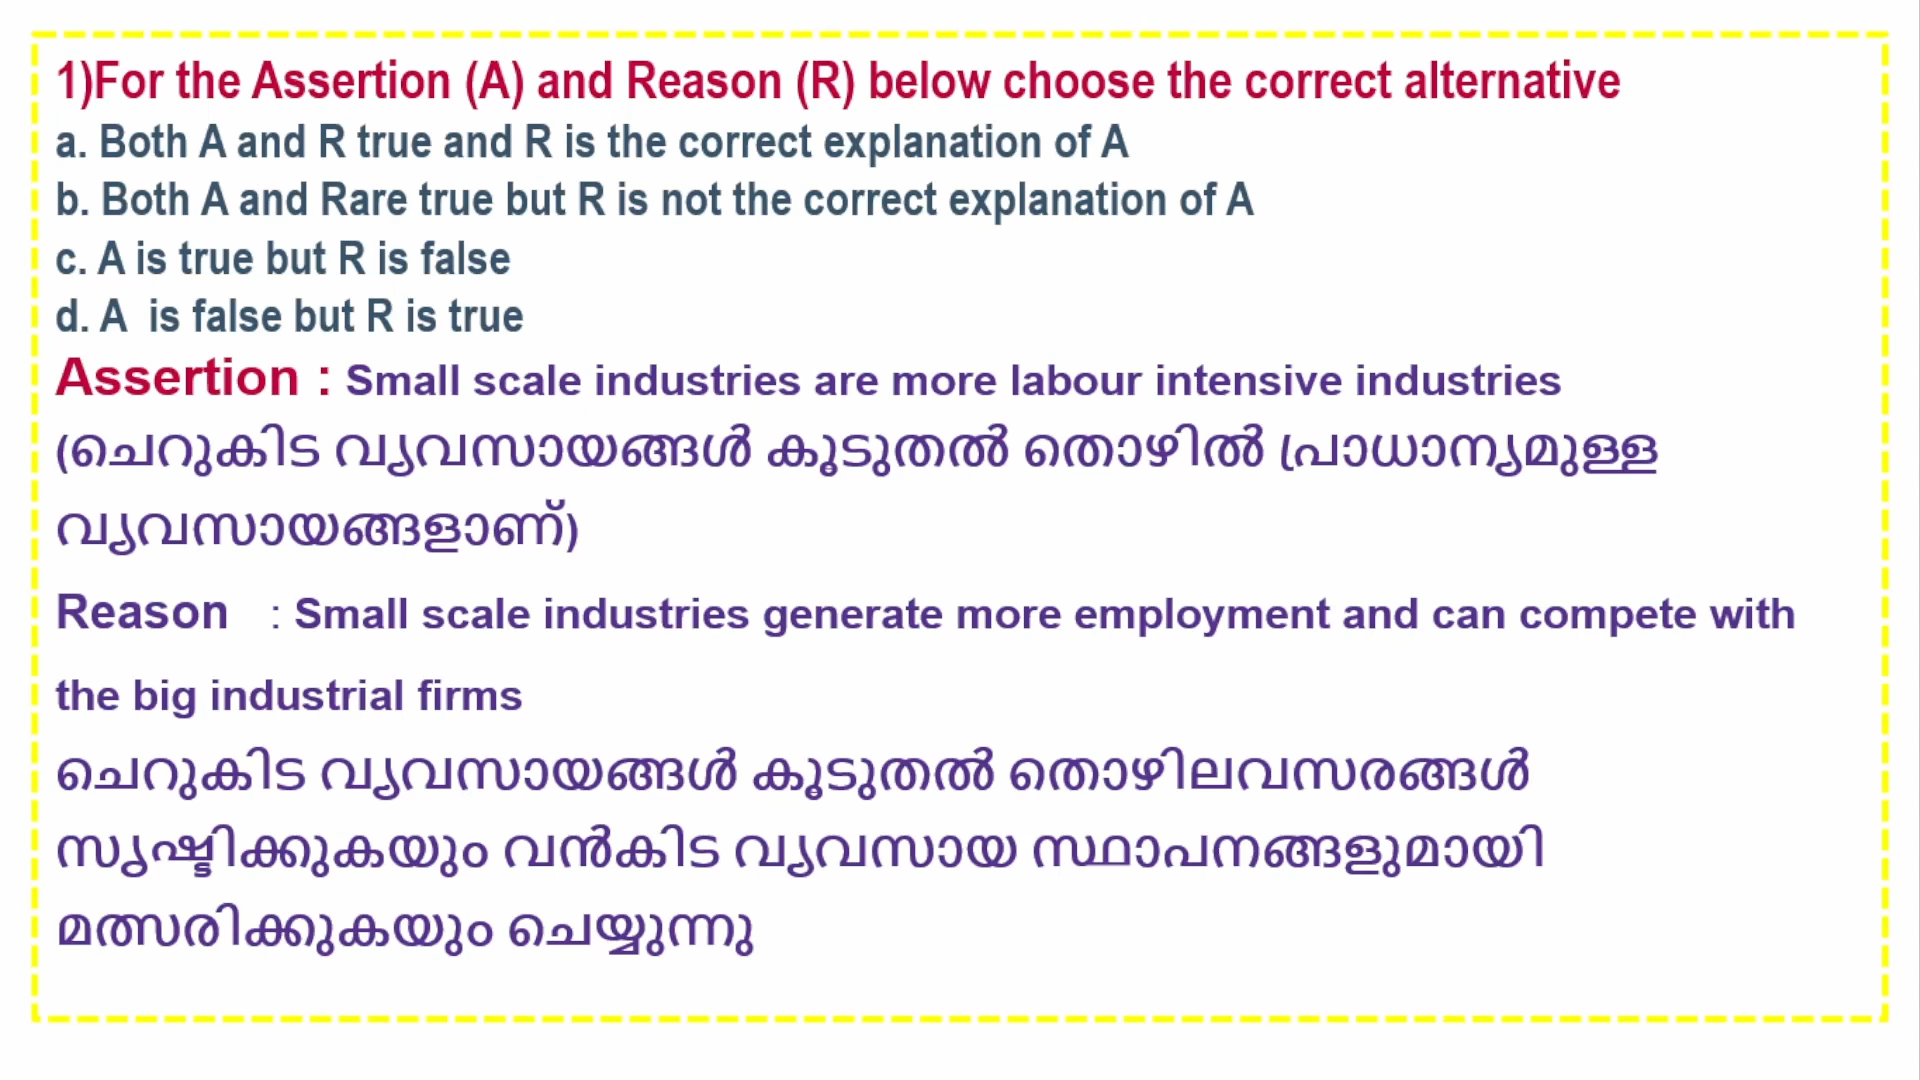 1)For the Assertion (A) and Reason (R) below choose the correct alternative
a. Both A and R true and R is the correct explanation of A
b. Both A and Rare true but R is not the correct explanation of A
c. A is true but R is false
d. A  is false but R is true
Assertion : Small scale industries are more labour intensive industries
(ചെറുകിട വ്യവസായങ്ങൾ കൂടുതൽ തൊഴിൽ പ്രാധാന്യമുള്ള
വ്യവസായങ്ങളാണ്)
Reason   : Small scale industries generate more employment and can compete with
the big industrial firms
ചെറുകിട വ്യവസായങ്ങൾ കൂടുതൽ തൊഴിലവസരങ്ങൾ
സൃഷ്ടിക്കുകയും വൻകിട വ്യവസായ സ്ഥാപനങ്ങളുമായി
മത്സരിക്കുകയും ചെയ്യുന്നു